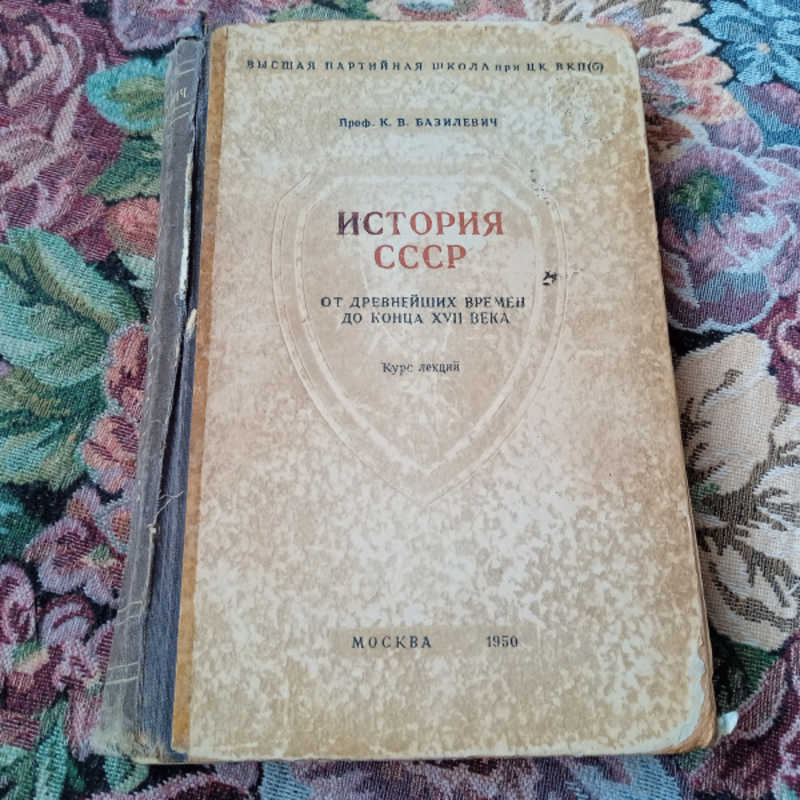 ВЫСШАЯ ПАРТИЙНАЯ ШКОЛА при ЦК ВКП(б)
Проф. К. В. БАЗИЛЕВИЧ
ИСТОРИЯ
СССР
ОТ ДРЕВНЕЙШИХ ВРЕМЕН
ДО КОНЦА XVII ВЕКА
Курс лекций
МОСКВА 1950